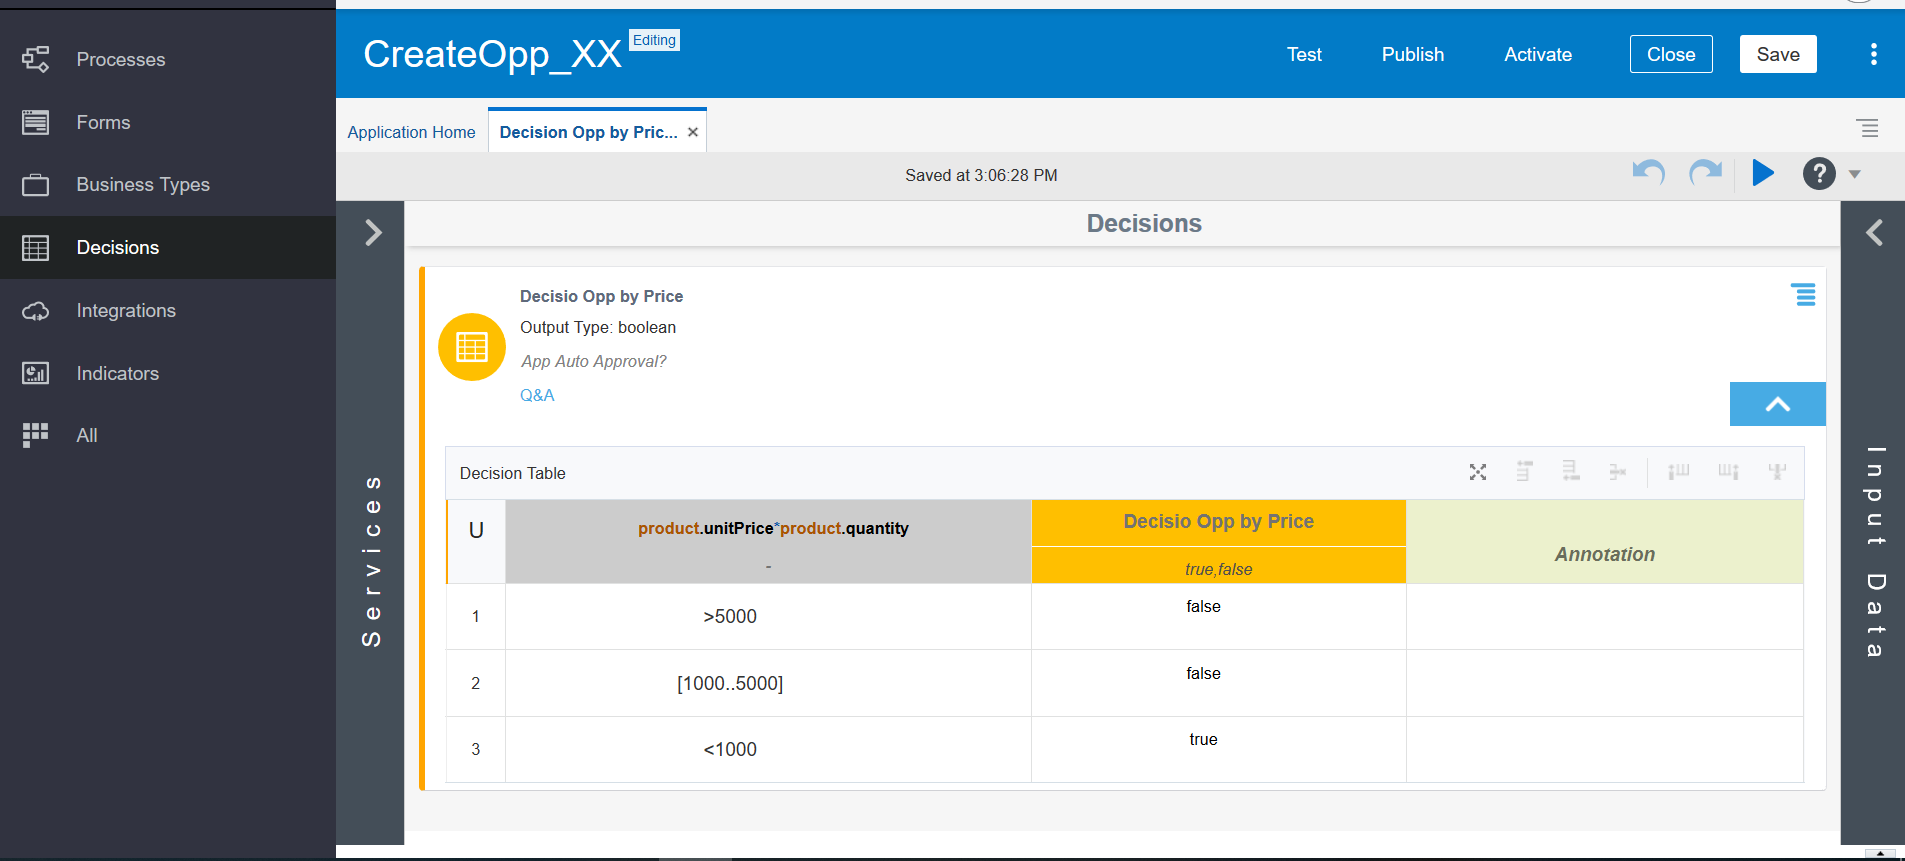 Processes
Forms
Business Types
Decisions
Integrations
Indicators
All
CreateOpp_XX Editing
Test Publish Activate Close Save
Application Home Decision Opp by Pric... ×
Saved at 3:06:28 PM ?
Decisions
Services
Decisio Opp by Price
Output Type: boolean
App Auto Approval?
Q&A
Decision Table
U product.unitPrice*product.quantity Decisio Opp by Price Annotation
- true,false
1 >5000 false
2 [1000..5000] false
3 <1000 true
Input Data